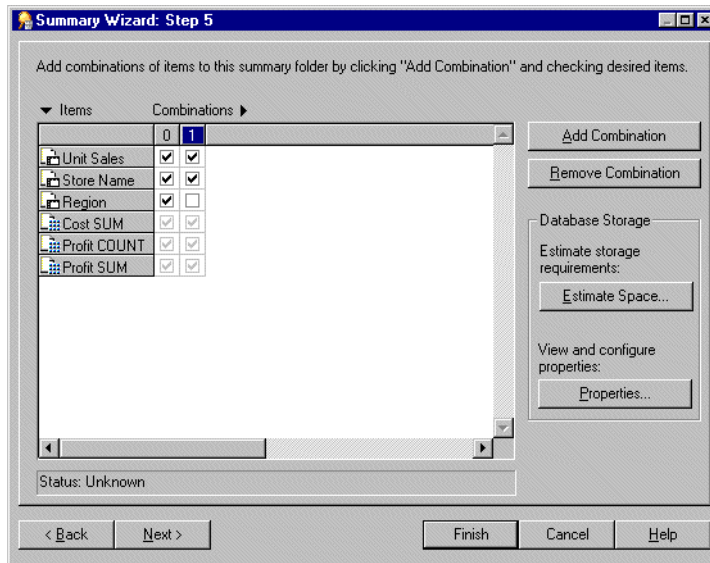 Summary Wizard: Step 5
Add combinations of items to this summary folder by clicking "Add Combination" and checking desired items.
Items Combinations
0 1
Unit Sales
Store Name
Region
Cost SUM
Profit COUNT
Profit SUM
Add Combination
Remove Combination
Database Storage
Estimate storage
requirements:
Estimate Space...
View and configure
properties:
Properties...
Status: Unknown
< Back Next > Finish Cancel Help